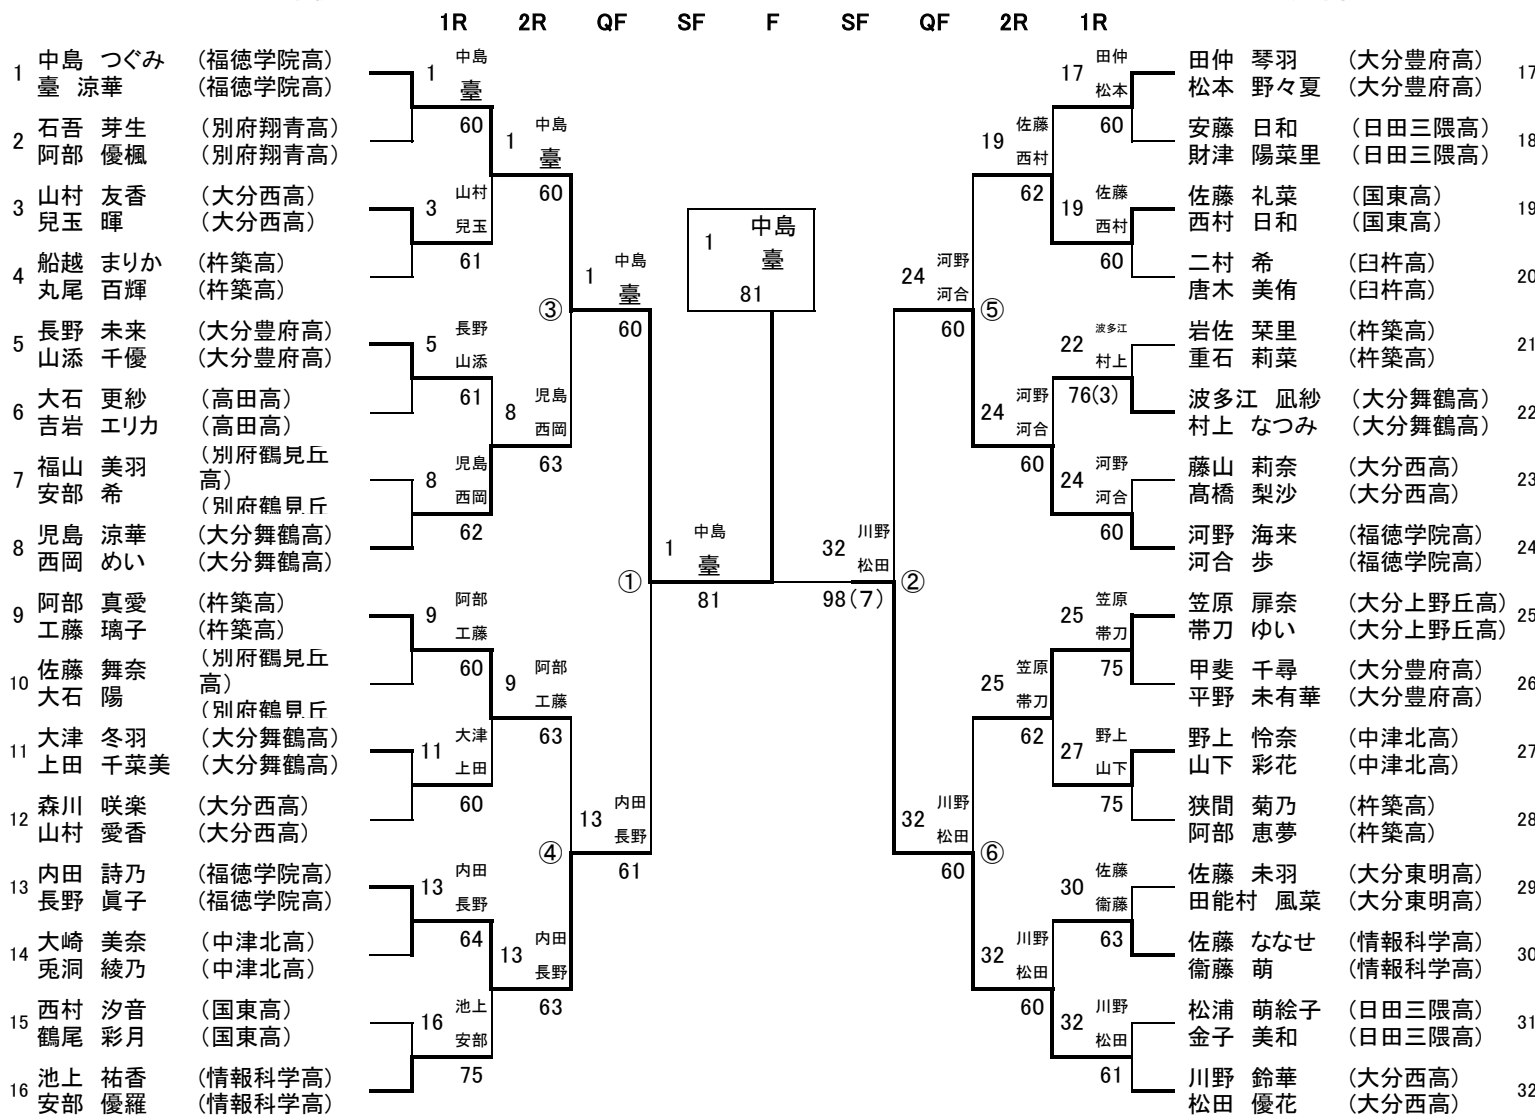 1R 2R QF SF F SF QF 2R 1R
1 中島 つぐみ (福徳学院高)
臺 涼華 (福徳学院高)
2 石吾 芽生 (別府翔青高)
阿部 優楓 (別府翔青高)
3 山村 友香 (大分西高)
兒玉 暉 (大分西高)
4 船越 まりか (杵築高)
丸尾 百輝 (杵築高)
5 長野 未来 (大分豊府高)
山添 千優 (大分豊府高)
6 大石 更紗 (高田高)
吉岩 エリカ (高田高)
7 福山 美羽 (別府鶴見丘
高)
安部 希 (別府鶴見丘
8 児島 涼華 (大分舞鶴高)
西岡 めい (大分舞鶴高)
9 阿部 真愛 (杵築高)
工藤 璃子 (杵築高)
10 佐藤 舞奈 (別府鶴見丘
高)
大石 陽 (別府鶴見丘
11 大津 冬羽 (大分舞鶴高)
上田 千菜美 (大分舞鶴高)
12 森川 咲楽 (大分西高)
山村 愛香 (大分西高)
13 内田 詩乃 (福徳学院高)
長野 眞子 (福徳学院高)
14 大崎 美奈 (中津北高)
兎洞 綾乃 (中津北高)
15 西村 汐音 (国東高)
鶴尾 彩月 (国東高)
16 池上 祐香 (情報科学高)
安部 優羅 (情報科学高)
1 中島
臺
60
3 山村
兒玉
61
5 長野
山添
61
8 児島
西岡
62
9 阿部
工藤
60
11 大津
上田
60
13 内田
長野
64
16 池上
安部
75
1 中島
臺
60
8 児島
西岡
63
9 阿部
工藤
63
13 内田
長野
63
③
1 中島
臺
60
④
13 内田
長野
61
①
1 中島
臺
81
1 中島
臺
81
32 川野
松田
98(7)
②
24 河野
河合
60
⑤
32 川野
松田
60
⑥
19 佐藤
西村
62
24 河野
河合
60
25 笠原
帯刀
62
32 川野
松田
60
17 田仲
松本
60
19 佐藤
西村
60
22 波多江
村上
76(3)
24 河野
河合
60
25 笠原
帯刀
75
27 野上
山下
75
30 佐藤
衞藤
63
32 川野
松田
61
田仲 琴羽 (大分豊府高) 17
松本 野々夏 (大分豊府高)
安藤 日和 (日田三隈高) 18
財津 陽菜里 (日田三隈高)
佐藤 礼菜 (国東高) 19
西村 日和 (国東高)
二村 希 (臼杵高) 20
唐木 美侑 (臼杵高)
岩佐 栞里 (杵築高) 21
重石 莉菜 (杵築高)
波多江 凪紗 (大分舞鶴高) 22
村上 なつみ (大分舞鶴高)
藤山 莉奈 (大分西高) 23
髙橋 梨沙 (大分西高)
河野 海来 (福徳学院高) 24
河合 歩 (福徳学院高)
笠原 扉奈 (大分上野丘高) 25
帯刀 ゆい (大分上野丘高)
甲斐 千尋 (大分豊府高) 26
平野 未有華 (大分豊府高)
野上 怜奈 (中津北高) 27
山下 彩花 (中津北高)
狭間 菊乃 (杵築高) 28
阿部 恵夢 (杵築高)
佐藤 未羽 (大分東明高) 29
田能村 風菜 (大分東明高)
佐藤 ななせ (情報科学高) 30
衞藤 萌 (情報科学高)
松浦 萌絵子 (日田三隈高) 31
金子 美和 (日田三隈高)
川野 鈴華 (大分西高) 32
松田 優花 (大分西高)